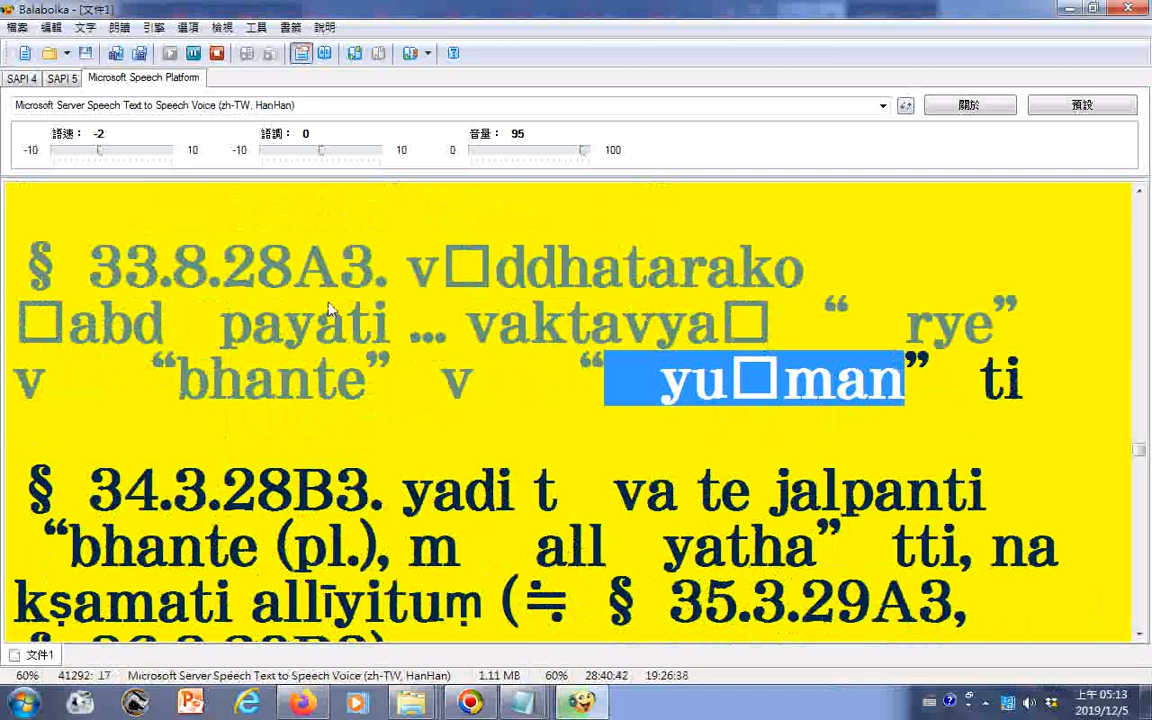 Balabolka - [文件1]
檔案 編輯 文字 朗讀 引擎 選項 檢視 工具 書籤 說明
SAPI 4 SAPI 5 Microsoft Speech Platform
Microsoft Server Speech Text to Speech Voice (zh-TW, HanHan) 關於 預設
語速： -2 語調： 0 音量： 95
-10 10 -10 10 0 100
§ 33.8.28A3. v□ddhatarako
□abd payati ... vaktavya□ “ rye”
v “bhante” v “ yu□man” ti
§ 34.3.28B3. yadi t va te jalpanti
“bhante (pl.), m all yatha” tti, na
kṣamati allīyituṃ (≒ § 35.3.29A3,
文件1
60% 41292: 17 Microsoft Server Speech Text to Speech Voice (zh-TW, HanHan) 1.11 MB 60% 28:40:42 19:26:38
上午 05:13
2019/12/5